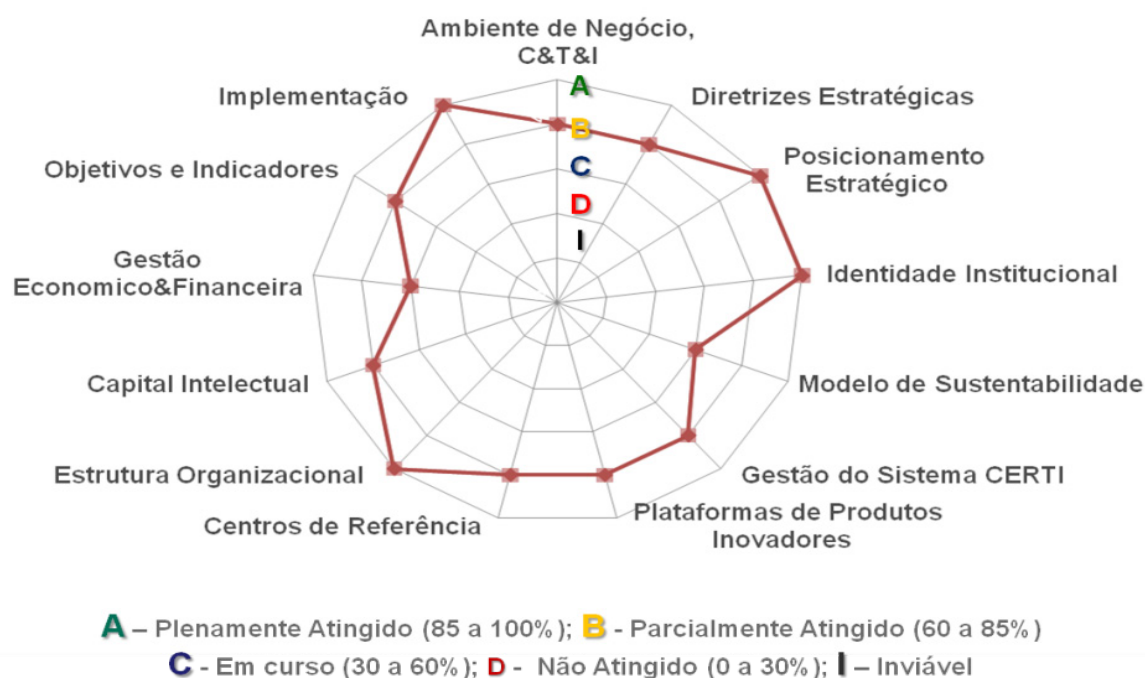 Ambiente de Negócio,
C&T&I
A
Implementação
Diretrizes Estratégicas
B
Objetivos e Indicadores
C
Posicionamento
Estratégico
D
I
Gestão
Economico&Financeira
Identidade Institucional
Capital Intelectual
Modelo de Sustentabilidade
Estrutura Organizacional
Gestão do Sistema CERTI
Centros de Referência
Plataformas de Produtos
Inovadores
A – Plenamente Atingido (85 a 100%); B - Parcialmente Atingido (60 a 85%)
C - Em curso (30 a 60%); D - Não Atingido (0 a 30%); I – Inviável